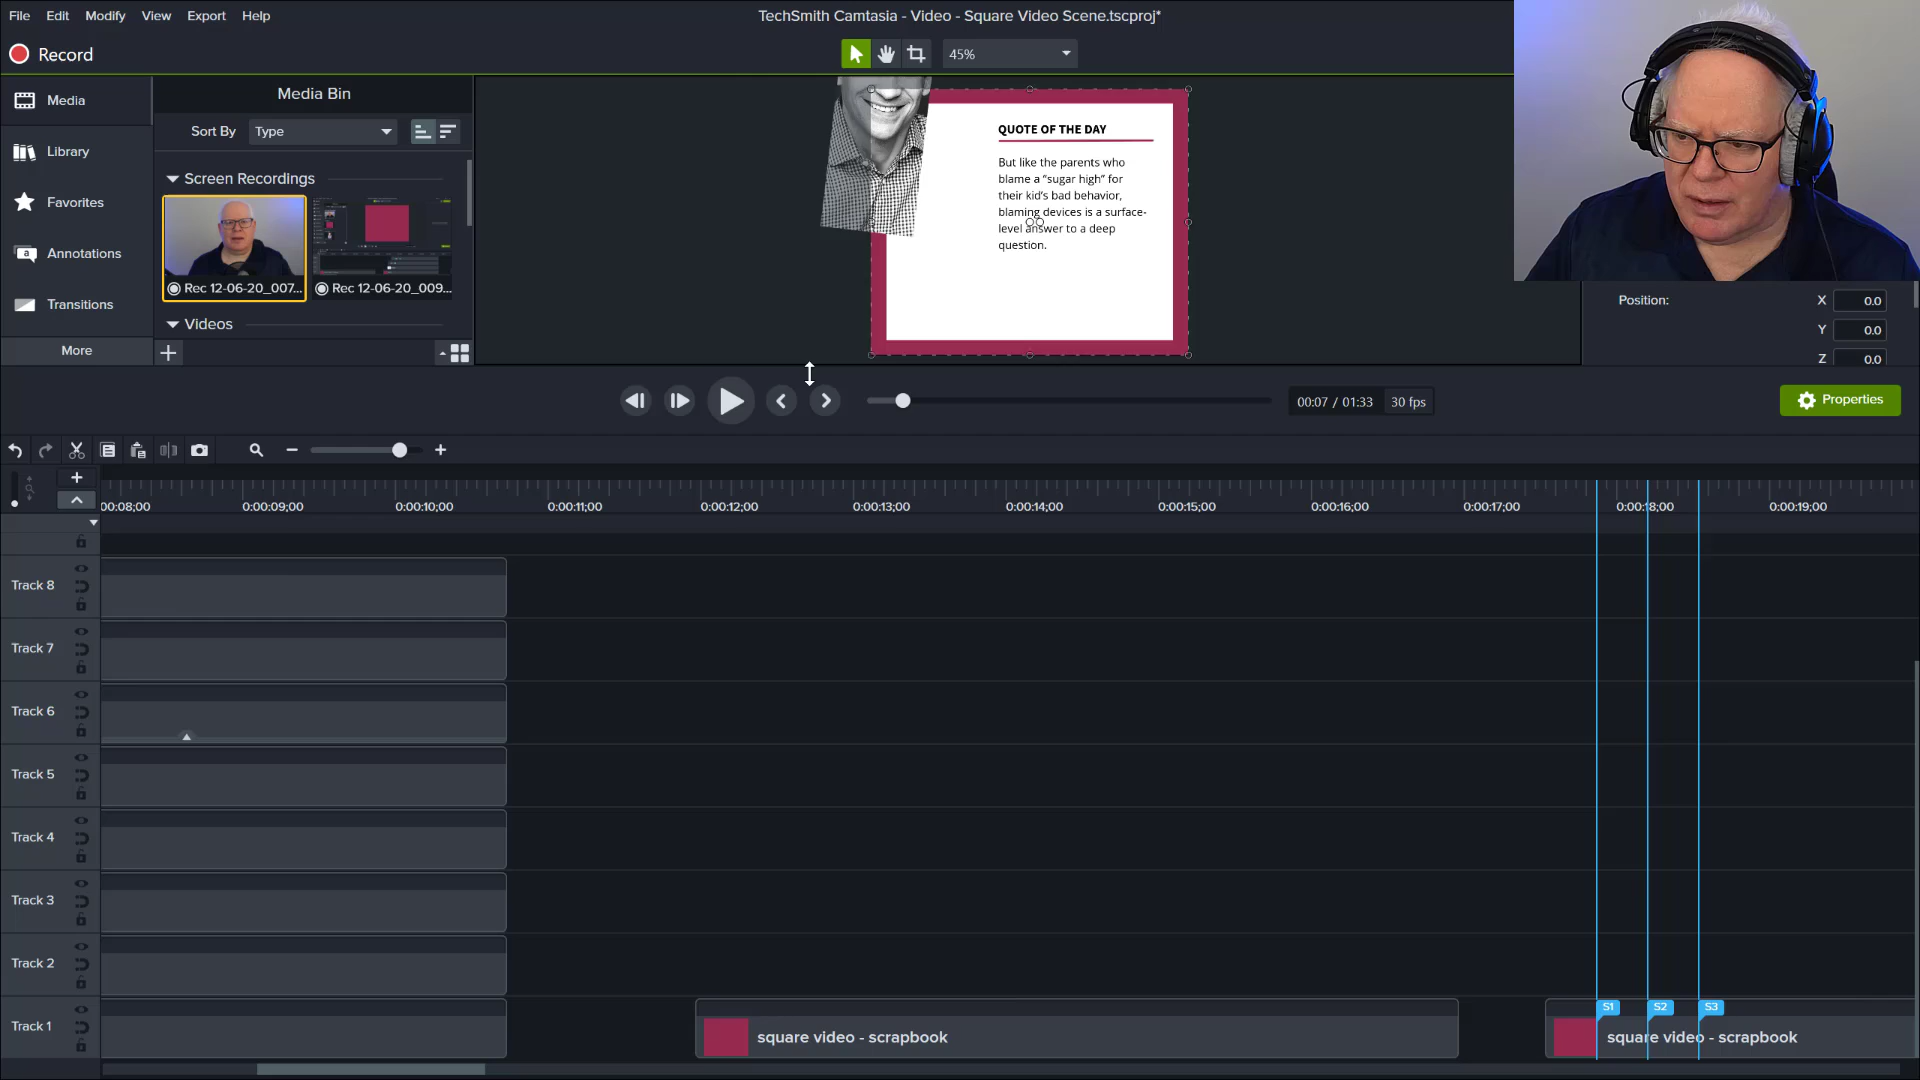 File Edit Modify View Export Help
TechSmith Camtasia - Video - Square Video Scene.tscproj*
Record
45%
Media
Library
Favorites
Annotations
Transitions
More
Media Bin
Sort By Type
Screen Recordings
Rec 12-06-20_007...
Rec 12-06-20_009...
Videos
QUOTE OF THE DAY
But like the parents who
blame a “sugar high” for
their kid’s bad behavior,
blaming devices is a surface-
level answer to a deep
question.
Position: X 0.0
Y 0.0
Z 0.0
00:07 / 01:33 30 fps
Properties
00:08;00 0:00:09;00 0:00:10;00 0:00:11;00 0:00:12;00 0:00:13;00 0:00:14;00 0:00:15;00 0:00:16;00 0:00:17;00 0:00:18;00 0:00:19;00
Track 8
Track 7
Track 6
Track 5
Track 4
Track 3
Track 2
Track 1
square video - scrapbook
S1 S2 S3
square video - scrapbook